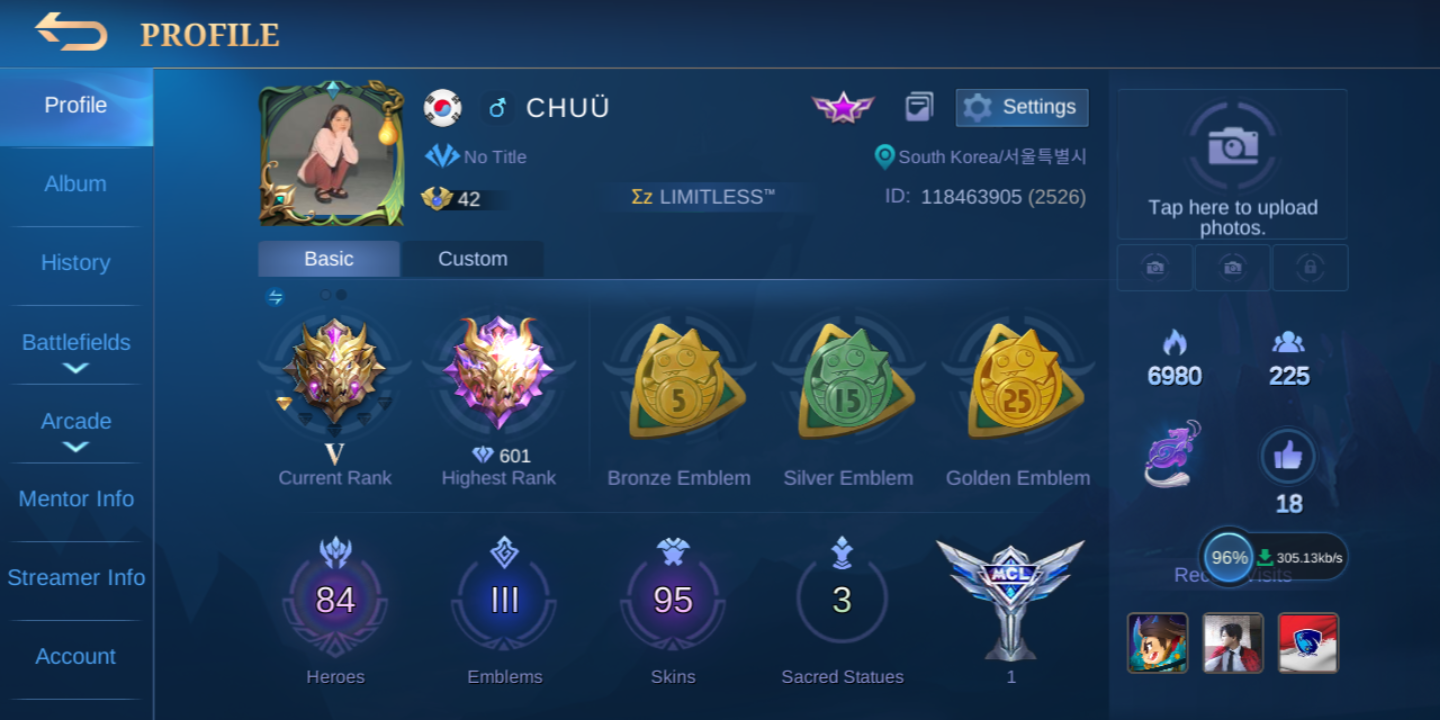 PROFILE
Profile
Album
History
Battlefields
Arcade
Mentor Info
Streamer Info
Account
CHUÜ
Settings
No Title
South Korea/서울특별시
42
Σz LIMITLESS™
ID: 118463905 (2526)
Basic
Custom
V
Current Rank
601
Highest Rank
5
Bronze Emblem
15
Silver Emblem
25
Golden Emblem
84
Heroes
III
Emblems
95
Skins
3
Sacred Statues
MCL
1
Tap here to upload
photos.
6980
225
18
96%
305.13kb/s